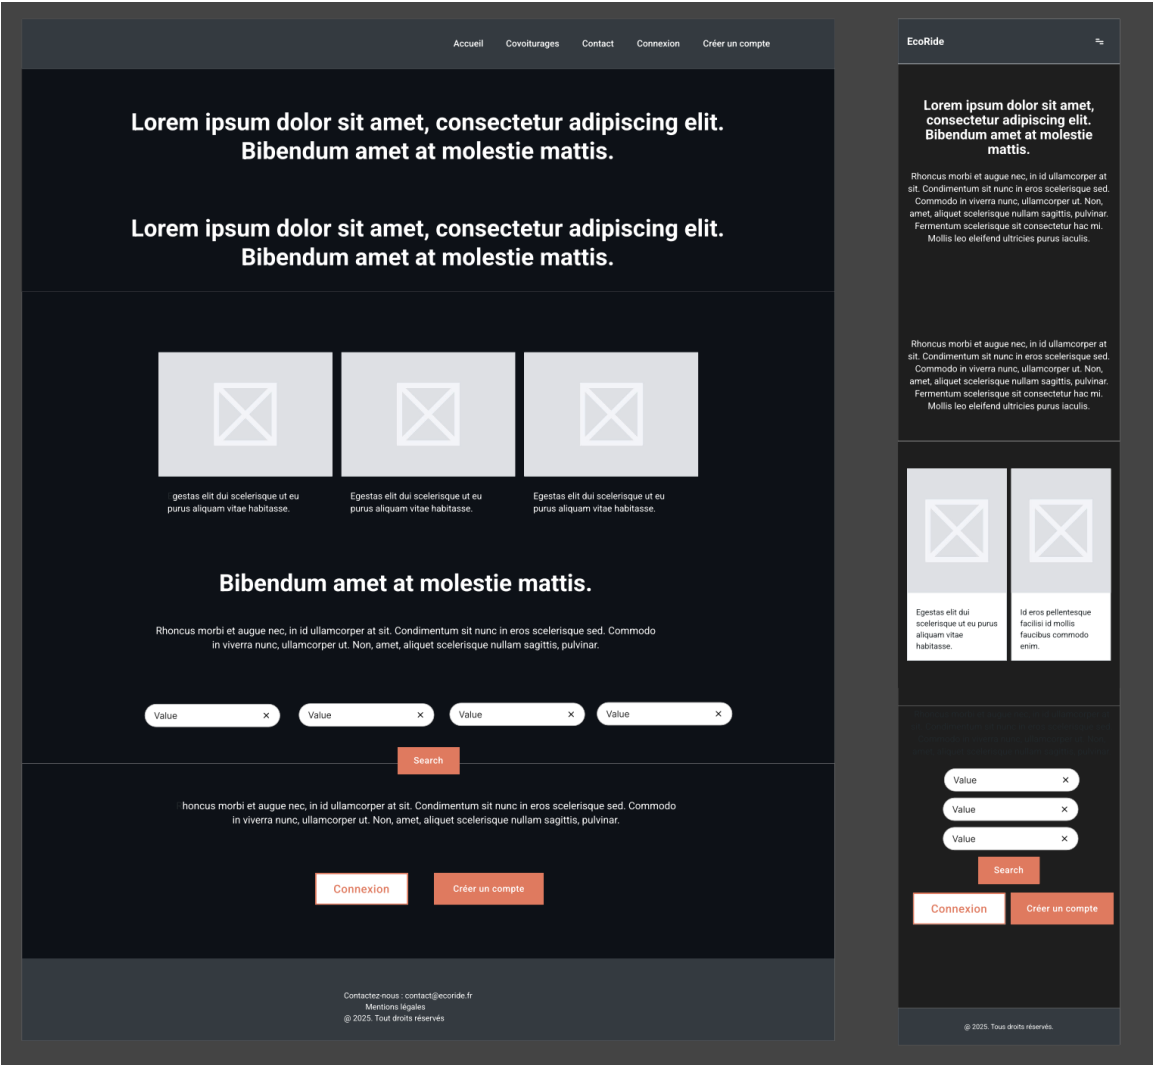 Accueil Covoiturages Contact Connexion Créer un compte
Lorem ipsum dolor sit amet, consectetur adipiscing elit.
Bibendum amet at molestie mattis.
Lorem ipsum dolor sit amet, consectetur adipiscing elit.
Bibendum amet at molestie mattis.
gestas elit dui scelerisque ut eu
purus aliquam vitae habitasse.
Egestas elit dui scelerisque ut eu
purus aliquam vitae habitasse.
Egestas elit dui scelerisque ut eu
purus aliquam vitae habitasse.
Bibendum amet at molestie mattis.
Rhoncus morbi et augue nec, in id ullamcorper at sit. Condimentum sit nunc in eros scelerisque sed. Commodo
in viverra nunc, ullamcorper ut. Non, amet, aliquet scelerisque nullam sagittis, pulvinar.
Value × Value × Value × Value ×
Search
Rhoncus morbi et augue nec, in id ullamcorper at sit. Condimentum sit nunc in eros scelerisque sed. Commodo
in viverra nunc, ullamcorper ut. Non, amet, aliquet scelerisque nullam sagittis, pulvinar.
Connexion Créer un compte
Contactez-nous : contact@ecoride.fr
Mentions légales
@ 2025. Tout droits réservés
EcoRide
Lorem ipsum dolor sit amet,
consectetur adipiscing elit.
Bibendum amet at molestie
mattis.
Rhoncus morbi et augue nec, in id ullamcorper at
sit. Condimentum sit nunc in eros scelerisque sed.
Commodo in viverra nunc, ullamcorper ut. Non,
amet, aliquet scelerisque nullam sagittis, pulvinar.
Fermentum scelerisque sit consectetur hac mi.
Mollis leo eleifend ultricies purus iaculis.
Rhoncus morbi et augue nec, in id ullamcorper at
sit. Condimentum sit nunc in eros scelerisque sed.
Commodo in viverra nunc, ullamcorper ut. Non,
amet, aliquet scelerisque nullam sagittis, pulvinar.
Fermentum scelerisque sit consectetur hac mi.
Mollis leo eleifend ultricies purus iaculis.
Egestas elit dui
scelerisque ut eu purus
aliquam vitae
habitasse.
Id eros pellentesque
facilisi id mollis
faucibus commodo
enim.
Value ×
Value ×
Value ×
Search
Connexion Créer un compte
@ 2025. Tous droits réservés.